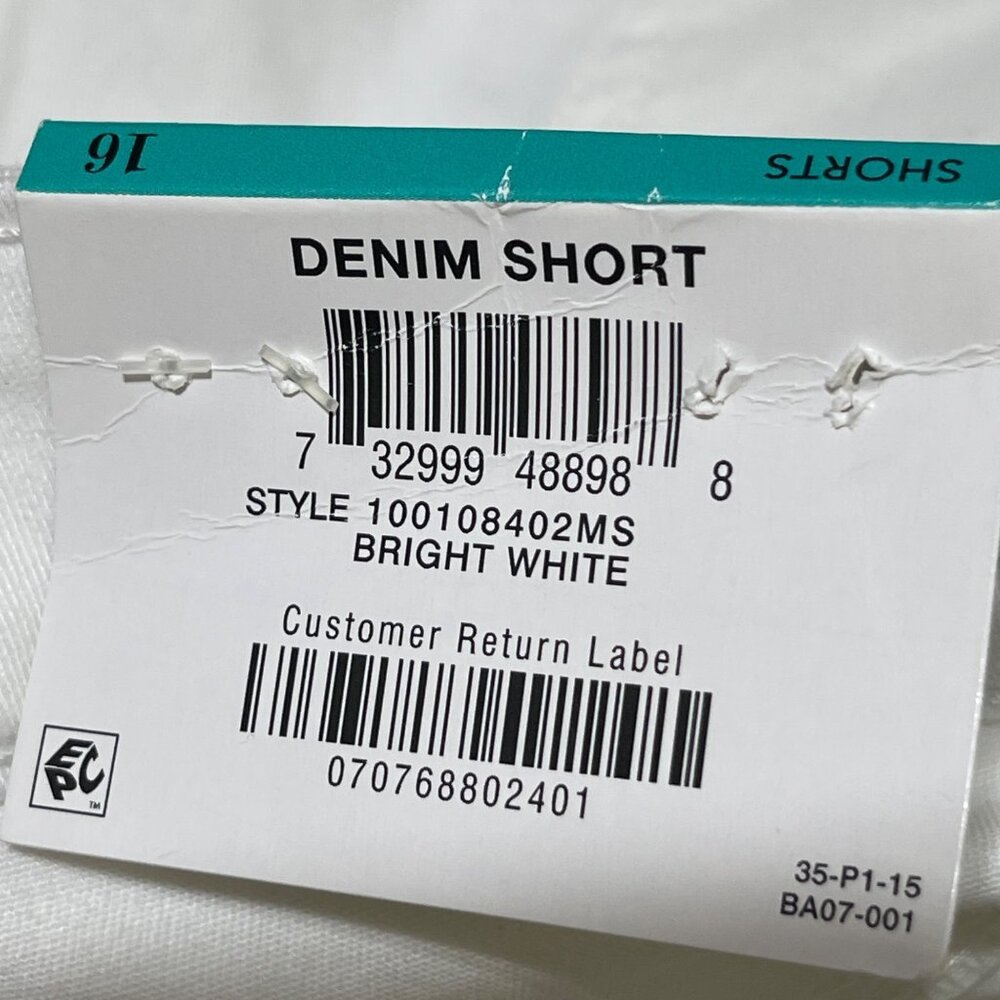 16 SHORTS
DENIM SHORT
7 32999 48898 8
STYLE 100108402MS
BRIGHT WHITE
Customer Return Label
070768802401
EPC
TM
35-P1-15
BA07-001